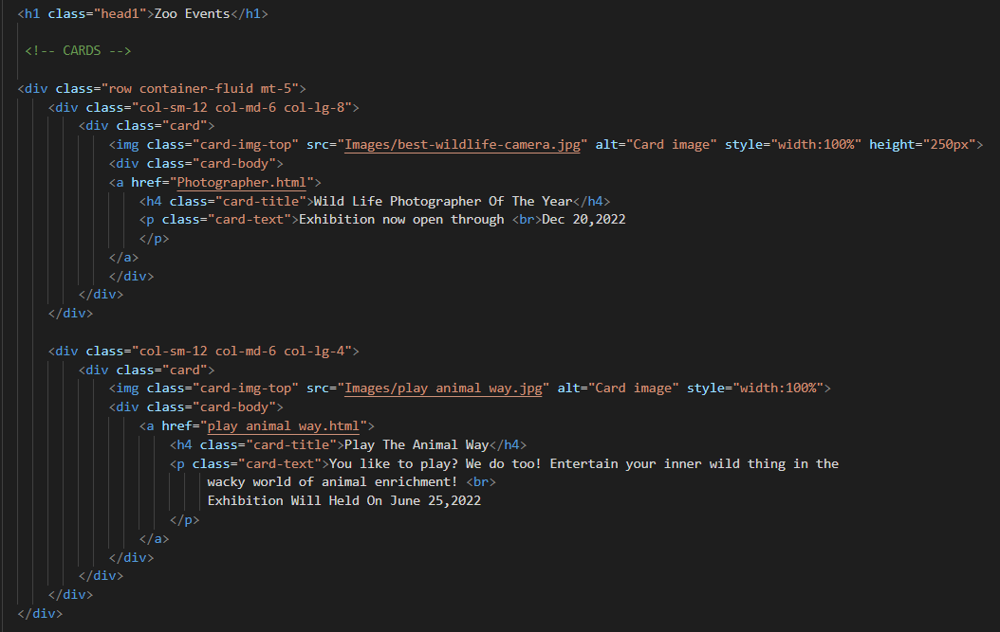 <h1 class="head1">Zoo Events</h1>
<!-- CARDS -->
<div class="row container-fluid mt-5">
<div class="col-sm-12 col-md-6 col-lg-8">
<div class="card">
<img class="card-img-top" src="Images/best-wildlife-camera.jpg" alt="Card image" style="width:100%" height="250px">
<div class="card-body">
<a href="Photographer.html">
<h4 class="card-title">Wild Life Photographer Of The Year</h4>
<p class="card-text">Exhibition now open through <br>Dec 20,2022
</p>
</a>
</div>
</div>
</div>
<div class="col-sm-12 col-md-6 col-lg-4">
<div class="card">
<img class="card-img-top" src="Images/play animal way.jpg" alt="Card image" style="width:100%">
<div class="card-body">
<a href="play animal way.html">
<h4 class="card-title">Play The Animal Way</h4>
<p class="card-text">You like to play? We do too! Entertain your inner wild thing in the
wacky world of animal enrichment! <br>
Exhibition Will Held On June 25,2022
</p>
</a>
</div>
</div>
</div>
</div>